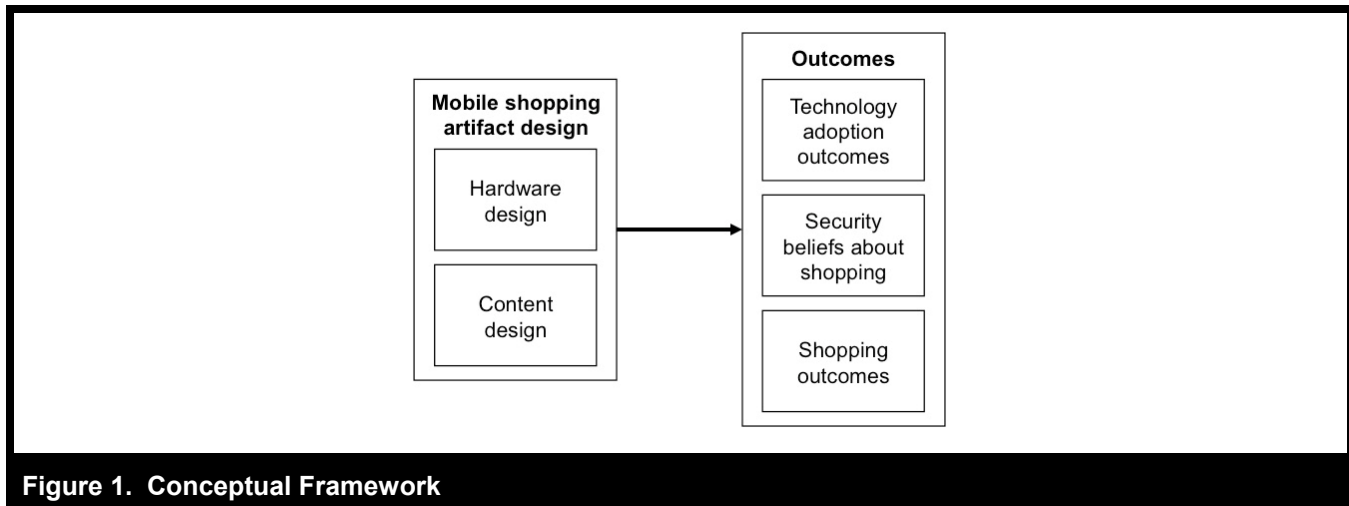 Mobile shopping
artifact design
Hardware
design
Content
design
Outcomes
Technology
adoption
outcomes
Security
beliefs about
shopping
Shopping
outcomes
Figure 1. Conceptual Framework